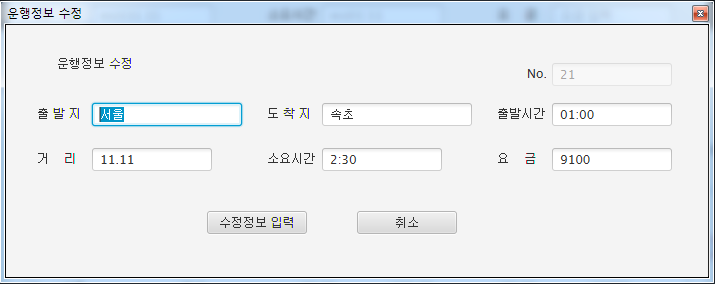 운행정보 수정
운행정보 수정
No. 21
출 발 지 서울 도 착 지 속초 출발시간 01:00
거 리 11.11 소요시간 2:30 요 금 9100
수정정보 입력 취소